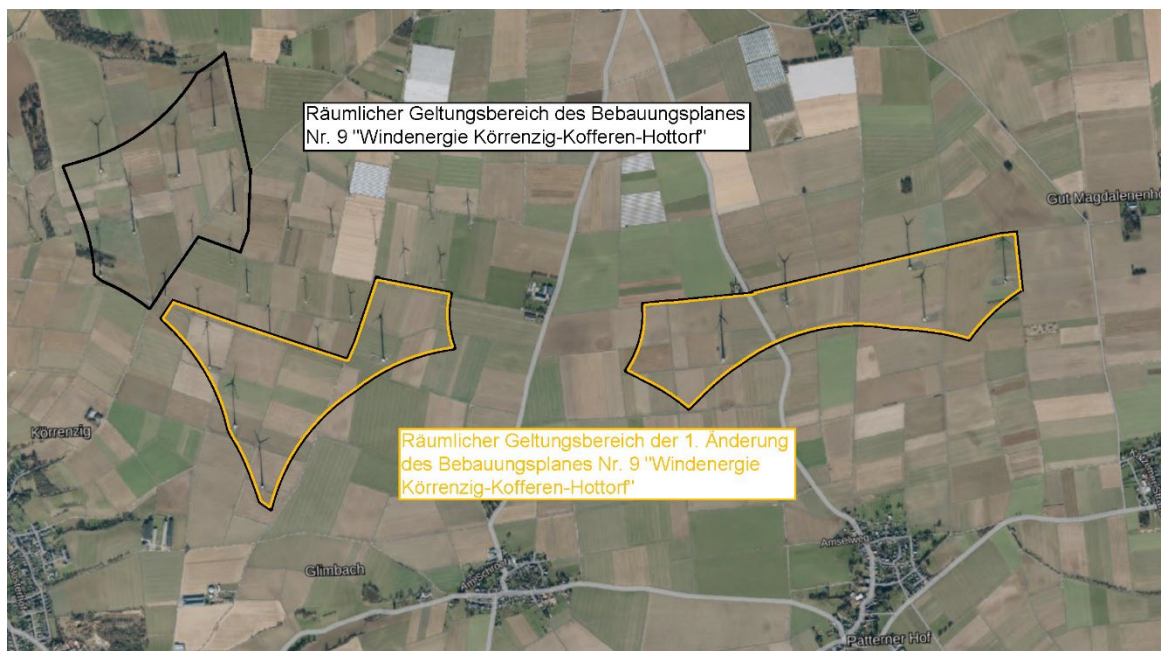 Räumlicher Geltungsbereich des Bebauungsplanes
Nr. 9 "Windenergie Körrenzig-Kofferen-Hottorf"
Gut Magdalenenhö
Körrenzig
Räumlicher Geltungsbereich der 1. Änderung
des Bebauungsplanes Nr. 9 "Windenergie
Körrenzig-Kofferen-Hottorf"
Amselweg
Glimbach
Patterner Hof